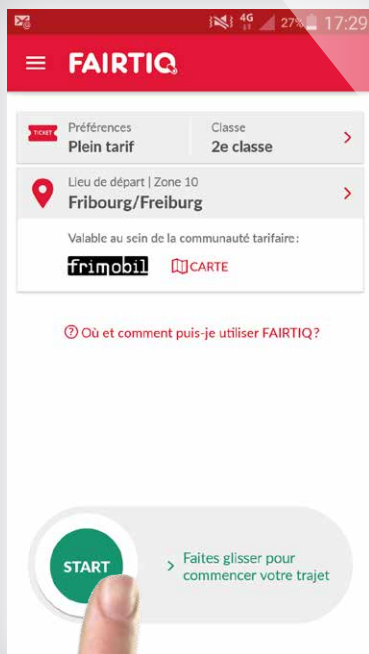 4G 27% 17:29
FAIRTIQ
TICKET
Préférences Classe
Plein tarif 2e classe
Lieu de départ | Zone 10
Fribourg/Freiburg
Valable au sein de la communauté tarifaire:
frimobil CARTE
? Où et comment puis-je utiliser FAIRTIQ?
START
> Faites glisser pour
commencer votre trajet